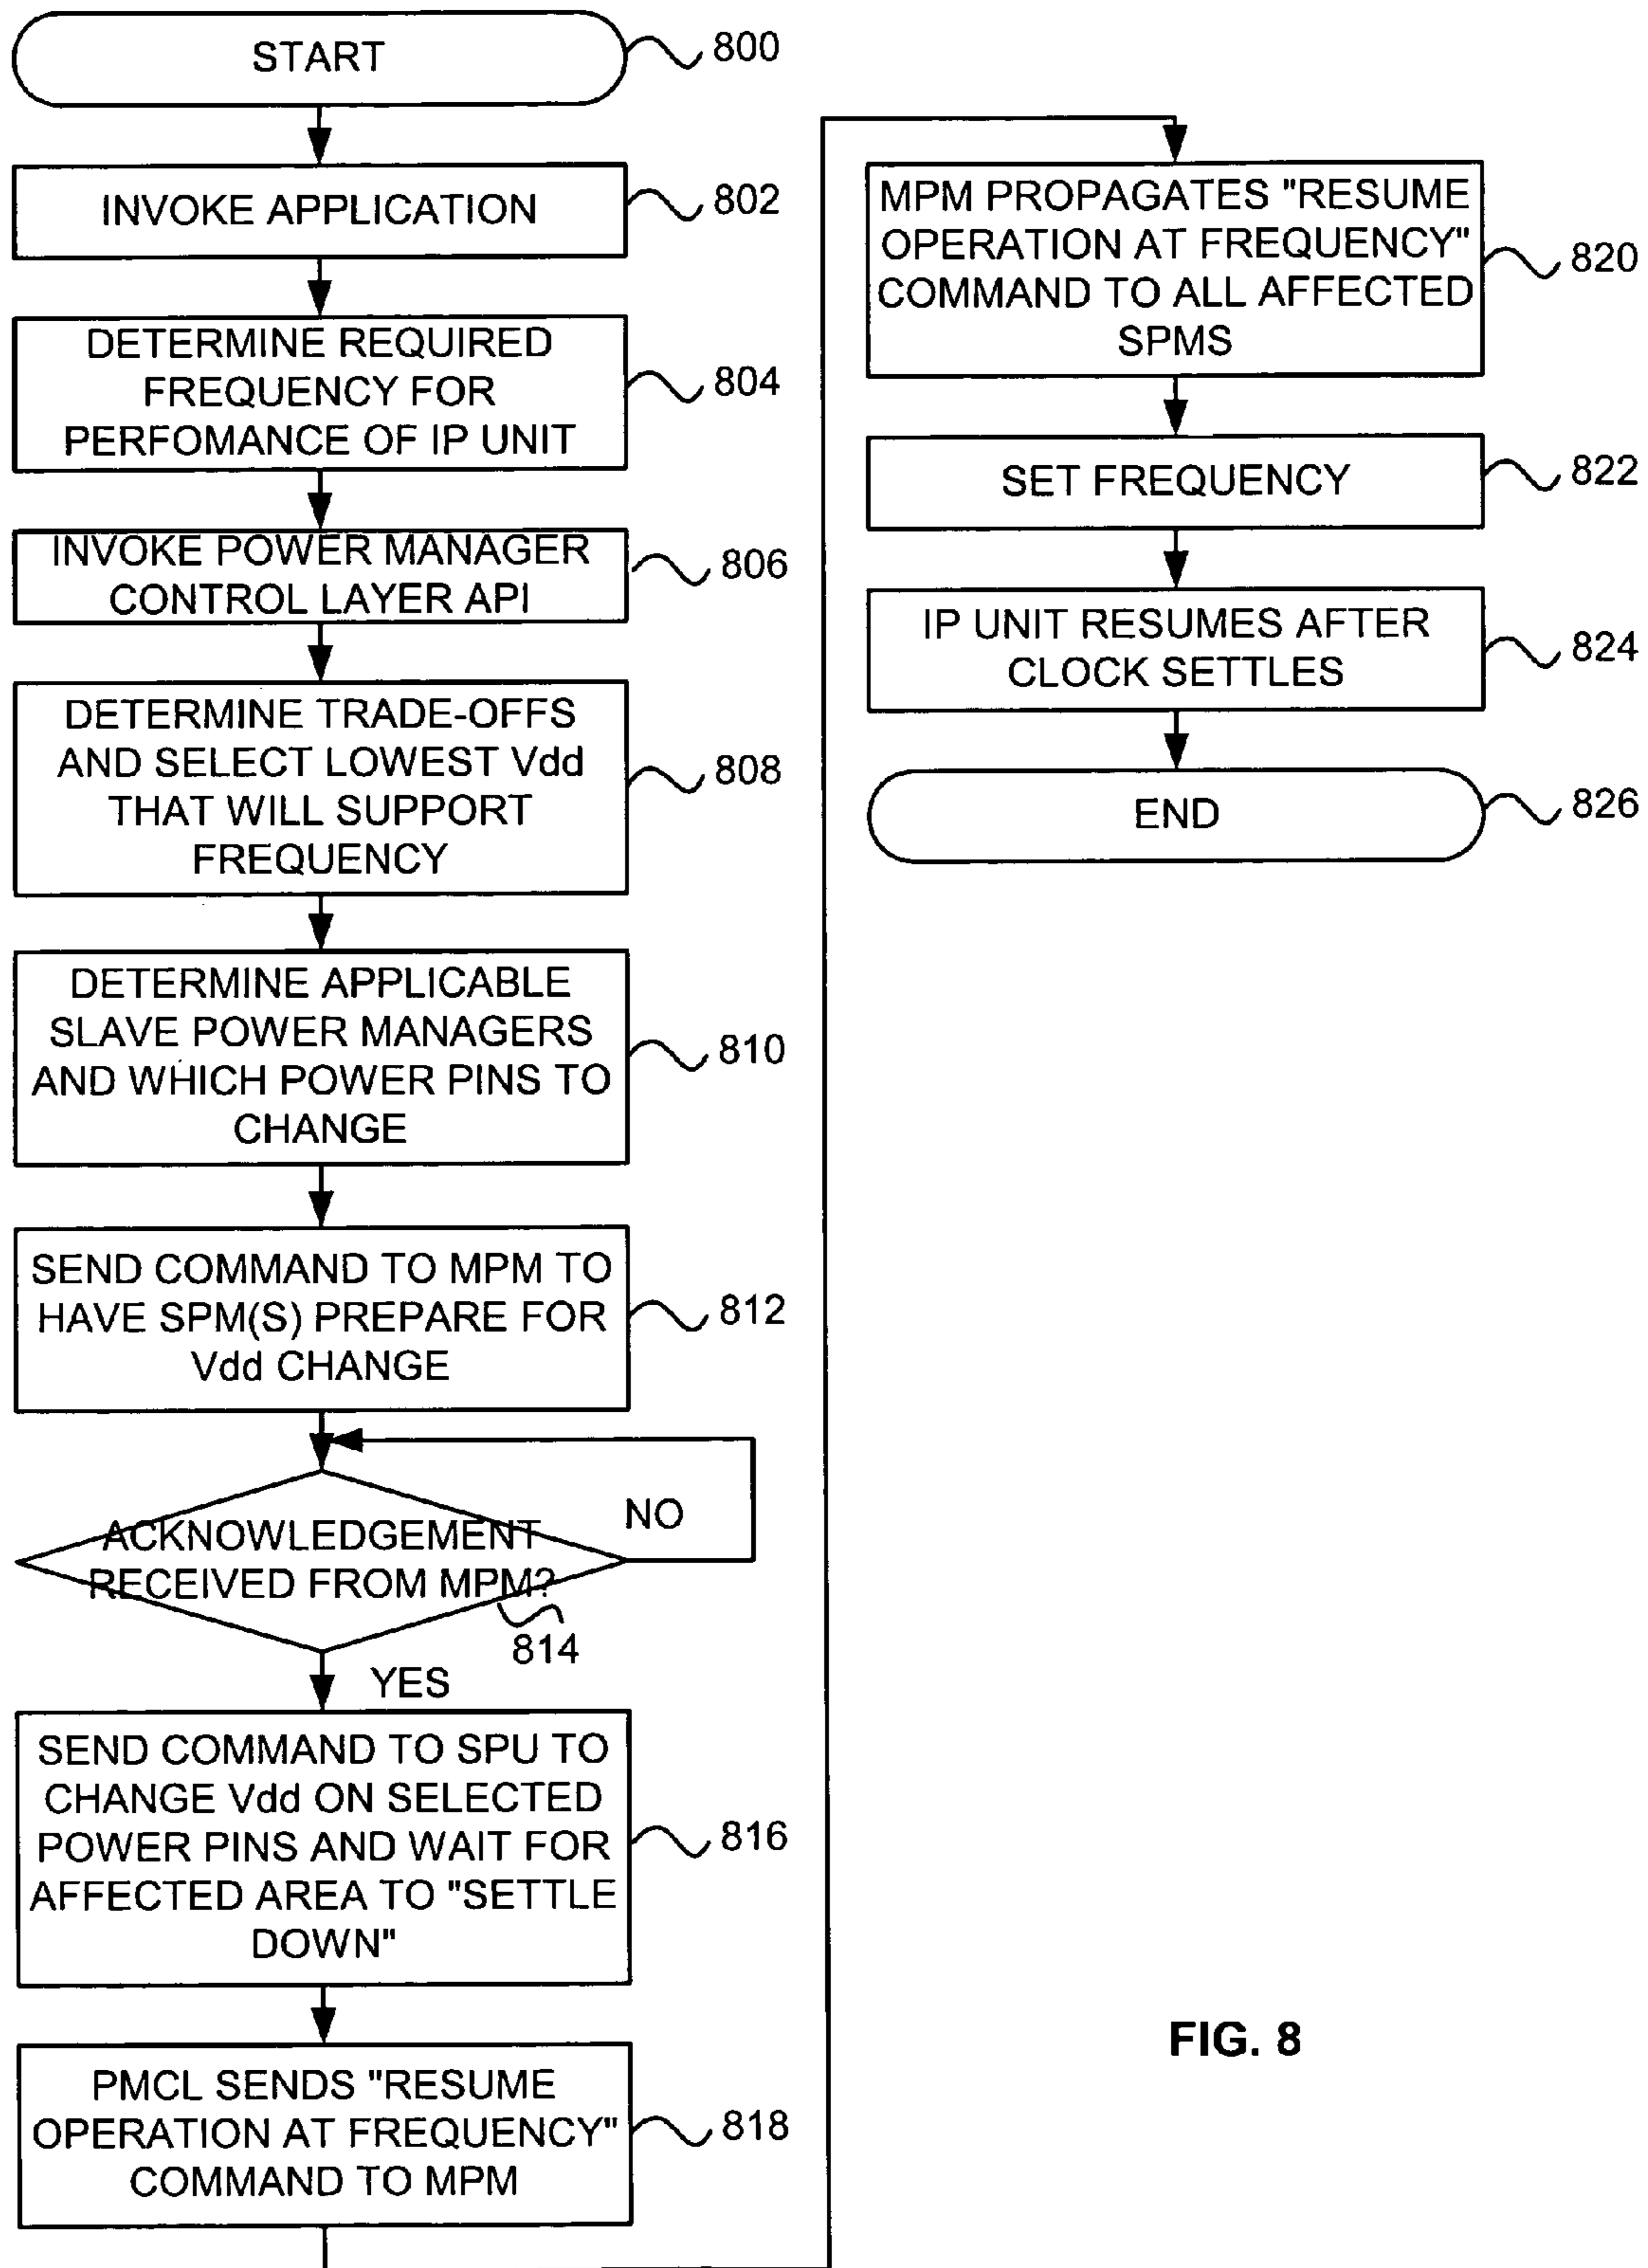 START
800
INVOKE APPLICATION
802
DETERMINE REQUIRED
FREQUENCY FOR
PERFOMANCE OF IP UNIT
804
INVOKE POWER MANAGER
CONTROL LAYER API
806
DETERMINE TRADE-OFFS
AND SELECT LOWEST Vdd
THAT WILL SUPPORT
FREQUENCY
808
DETERMINE APPLICABLE
SLAVE POWER MANAGERS
AND WHICH POWER PINS TO
CHANGE
810
SEND COMMAND TO MPM TO
HAVE SPM(S) PREPARE FOR
Vdd CHANGE
812
ACKNOWLEDGEMENT
RECEIVED FROM MPM?
NO
814
YES
SEND COMMAND TO SPU TO
CHANGE Vdd ON SELECTED
POWER PINS AND WAIT FOR
AFFECTED AREA TO "SETTLE
DOWN"
816
PMCL SENDS "RESUME
OPERATION AT FREQUENCY"
COMMAND TO MPM
818
MPM PROPAGATES "RESUME
OPERATION AT FREQUENCY"
COMMAND TO ALL AFFECTED
SPMS
820
SET FREQUENCY
822
IP UNIT RESUMES AFTER
CLOCK SETTLES
824
END
826
FIG. 8